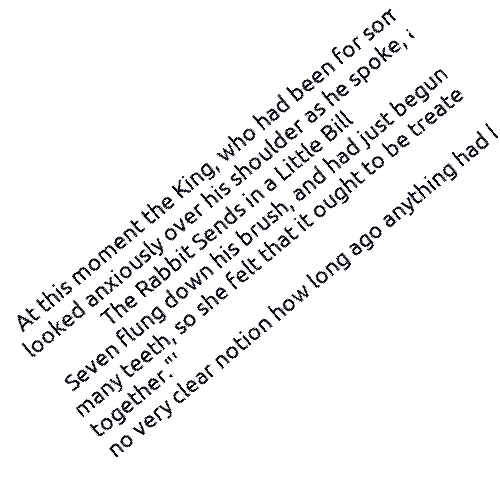 At this moment the King, who had been for
looked anxiously over his shoulder as he spoke,
The Rabbit Sends in a Little Bill
Seven flung down his brush, and had just begun
many teeth, so she felt that it ought to be treate
together."'
no very clear notion how long ago anything had